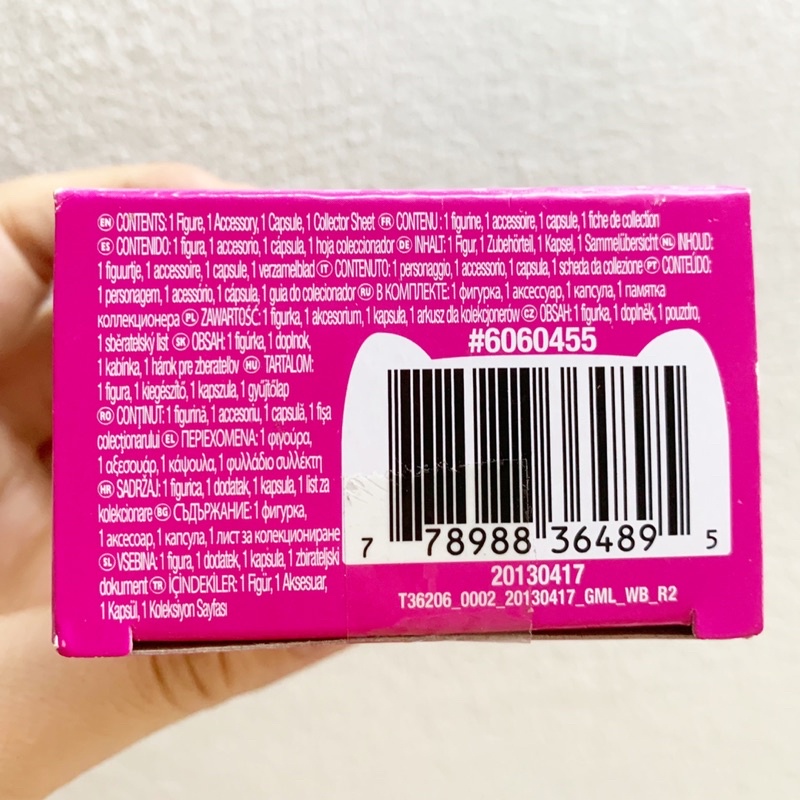 EN CONTENTS: 1 Figure, 1 Accessory, 1 Capsule, 1 Collector Sheet FR CONTENU : 1 figurine, 1 accessoire, 1 capsule, 1 fiche de collection
ES CONTENIDO: 1 figura, 1 accesorio, 1 cápsula, 1 hoja coleccionador DE INHALT: 1 Figur, 1 Zubehörteil, 1 Kapsel, 1 Sammelübersicht NL INHOUD:
1 figuurtje, 1 accessoire, 1 capsule, 1 verzamelblad IT CONTENUTO: 1 personaggio, 1 accessorio, 1 capsula, 1 scheda da collezione PT CONTEÚDO:
1 personagem, 1 acessório, 1 cápsula, 1 guia do colecionador RU В КОМПЛЕКТЕ: 1 фигурка, 1 аксессуар, 1 капсула, 1 памятка
коллекционера PL ZAWARTOŚĆ: 1 figurka, 1 akcesorium, 1 kapsuła, 1 arkusz dla kolekcjonerów CZ OBSAH: 1 figurka, 1 doplněk, 1 pouzdro,
1 sběratelský list SK OBSAH: 1 figúrka, 1 doplnok,
1 kabínka, 1 hárok pre zberateľov HU TARTALOM:
1 figura, 1 kiegészítő, 1 kapszula, 1 gyűjtőlap
RO CONȚINUT: 1 figurină, 1 accesoriu, 1 capsulă, 1 fișa
colecționarului EL ΠΕΡΙΕΧΟΜΕΝΑ: 1 φιγούρα,
1 αξεσουάρ, 1 κάψουλα, 1 φυλλάδιο συλλέκτη
HR SADRŽAJ: 1 figurica, 1 dodatak, 1 kapsula, 1 list za
kolekcionare BG СЪДЪРЖАНИЕ: 1 фигурка,
1 аксесоар, 1 капсула, 1 лист за колекциониране
SL VSEBINA: 1 figura, 1 dodatek, 1 kapsula, 1 zbirateljski
dokument TR İÇİNDEKİLER: 1 Figür, 1 Aksesuar,
1 Kapsül, 1 Koleksiyon Sayfası
#6060455
7 78988 36489 5
20130417
T36206_0002_20130417_GML_WB_R2